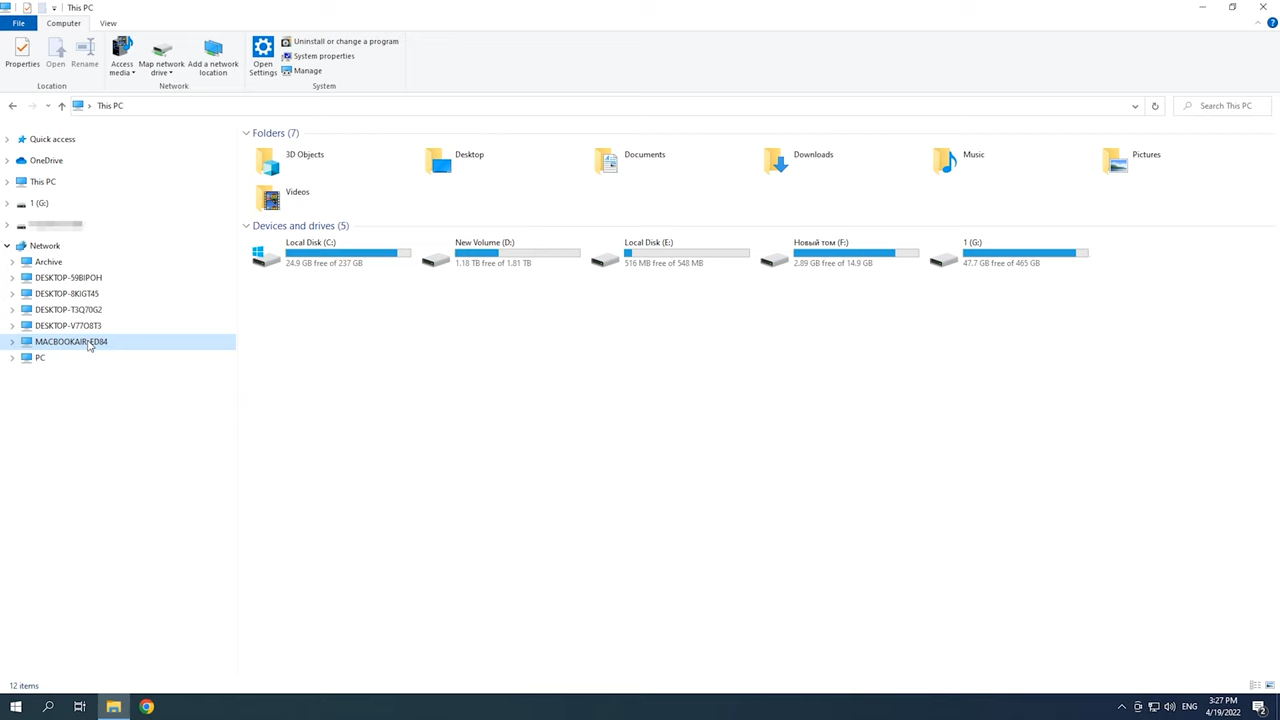 This PC
File Computer View
Properties
Open
Rename
Access media
Map network drive
Add a network location
Open Settings
Uninstall or change a program
System properties
Manage
Location
Network
System
This PC
Search This PC
Quick access
OneDrive
This PC
1 (G:)
Network
Archive
DESKTOP-59BIPOH
DESKTOP-8KIGT45
DESKTOP-T3Q70G2
DESKTOP-V77O8T3
MACBOOKAIR-ED84
PC
Folders (7)
3D Objects
Desktop
Documents
Downloads
Music
Pictures
Videos
Devices and drives (5)
Local Disk (C:)
24.9 GB free of 237 GB
New Volume (D:)
1.18 TB free of 1.81 TB
Local Disk (E:)
516 MB free of 548 MB
Новый том (F:)
2.89 GB free of 14.9 GB
1 (G:)
47.7 GB free of 465 GB
12 items
ENG
3:27 PM
4/19/2022
2